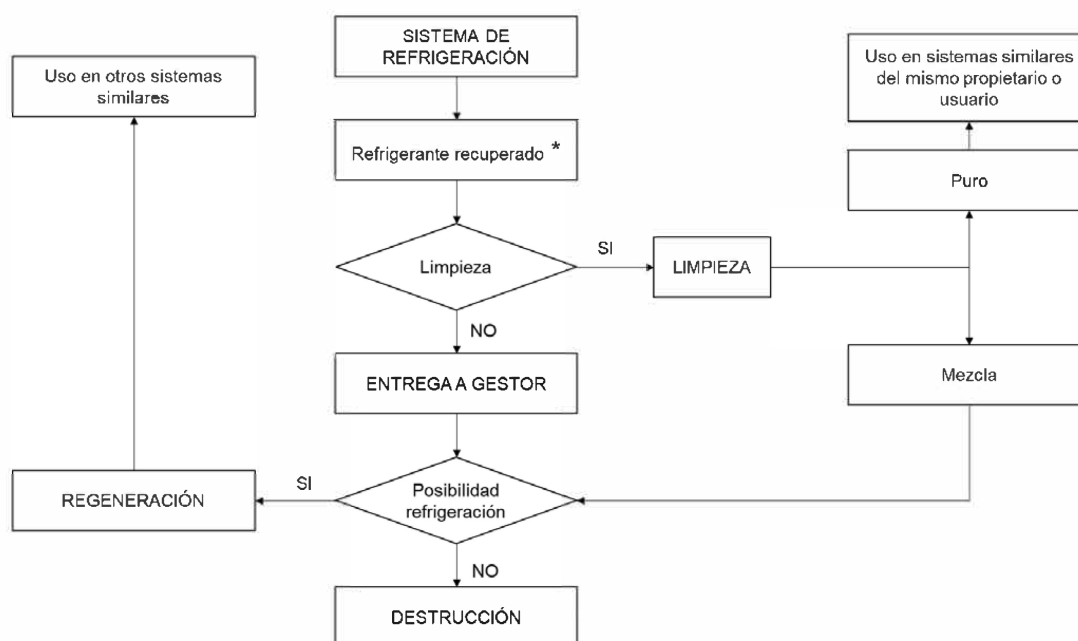 SISTEMA DE
REFRIGERACIÓN
Uso en otros sistemas
similares
Uso en sistemas similares
del mismo propietario o
usuario
Refrigerante recuperado *
Puro
Limpieza
SI
LIMPIEZA
NO
ENTREGA A GESTOR
Mezcla
REGENERACIÓN
SI
Posibilidad
refrigeración
NO
DESTRUCCIÓN